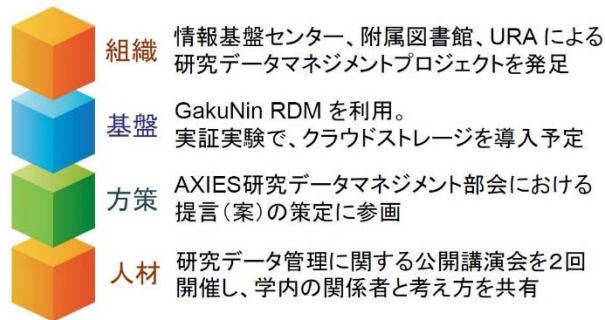 組織
情報基盤センター、附属図書館、URA による
研究データマネジメントプロジェクトを発足
基盤
GakuNin RDM を利用。
実証実験で、クラウドストレージを導入予定
方策
AXIES研究データマネジメント部会における
提言（案）の策定に参画
人材
研究データ管理に関する公開講演会を２回
開催し、学内の関係者と考え方を共有